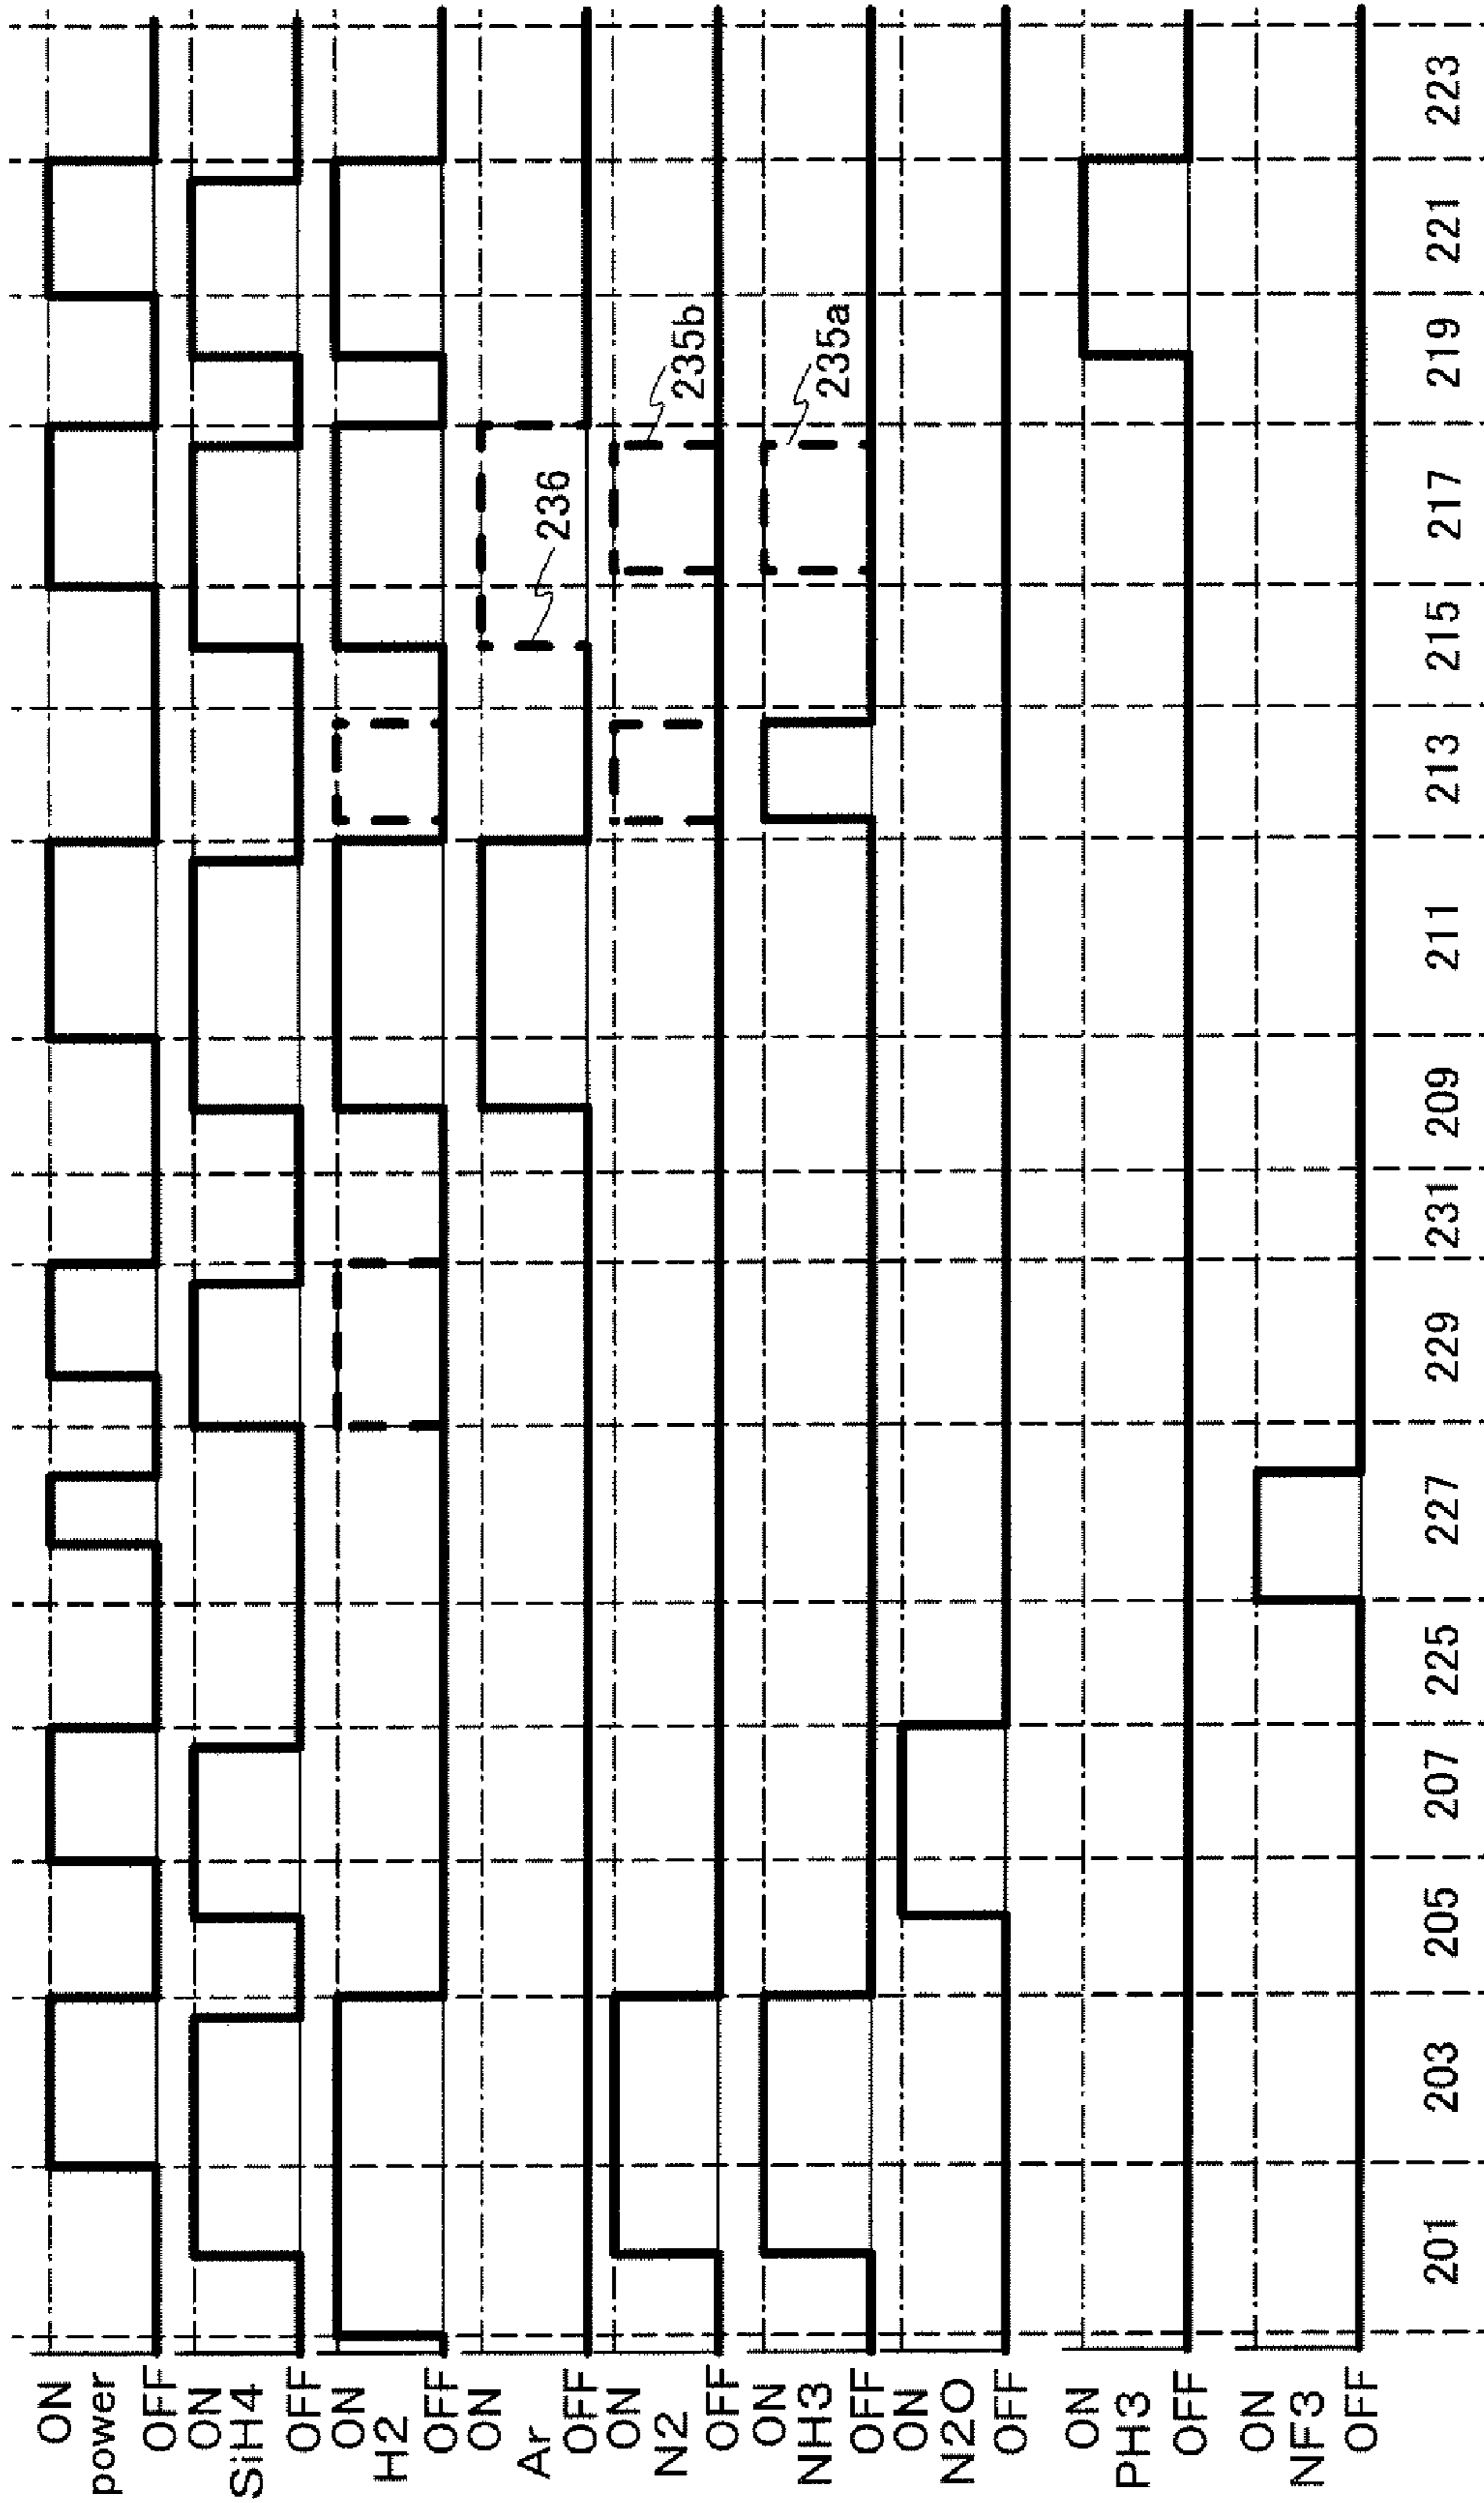 ON
power
OFF
ON
SiH4
OFF
ON
H2
OFF
ON
Ar
OFF
ON
N2
OFF
ON
NH3
OFF
ON
N2O
OFF
ON
PH3
OFF
ON
NF3
OFF
236
235b
235a
201 203 205 207 225 227 229 231 209 211 213 215 217 219 221 223